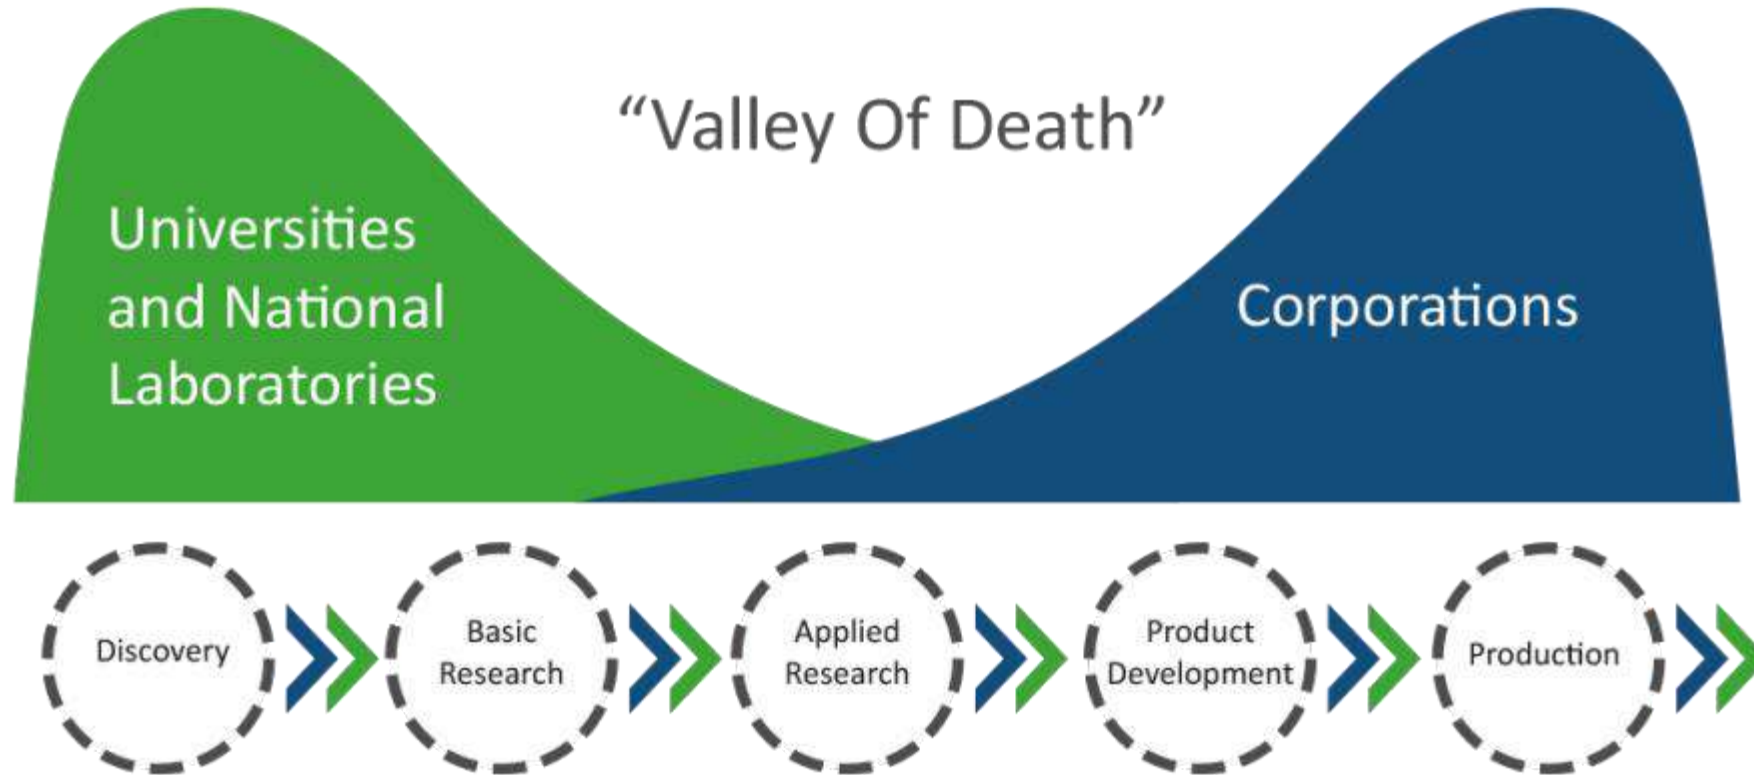 “Valley Of Death”
Universities
and National
Laboratories
Corporations
Discovery
Basic
Research
Applied
Research
Product
Development
Production